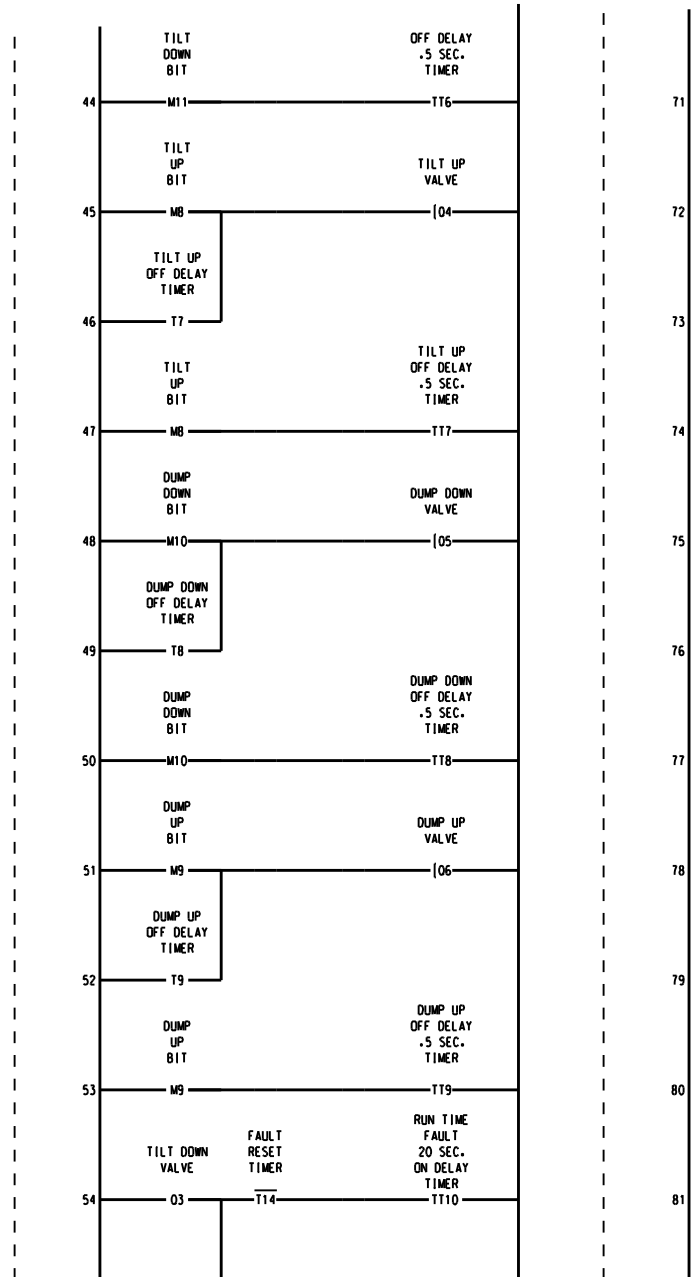 TILT
DOWN
BIT
OFF DELAY
.5 SEC.
TIMER
44 M11 TT6 71
TILT
UP
BIT
TILT UP
VALVE
45 M8 (04 72
TILT UP
OFF DELAY
TIMER
46 T7 73
TILT
UP
BIT
TILT UP
OFF DELAY
.5 SEC.
TIMER
47 M8 TT7 74
DUMP
DOWN
BIT
DUMP DOWN
VALVE
48 M10 (05 75
DUMP DOWN
OFF DELAY
TIMER
49 T8 76
DUMP
DOWN
BIT
DUMP DOWN
OFF DELAY
.5 SEC.
TIMER
50 M10 TT8 77
DUMP
UP
BIT
DUMP UP
VALVE
51 M9 (06 78
DUMP UP
OFF DELAY
TIMER
52 T9 79
DUMP
UP
BIT
DUMP UP
OFF DELAY
.5 SEC.
TIMER
53 M9 TT9 80
TILT DOWN
VALVE
FAULT
RESET
TIMER
RUN TIME
FAULT
20 SEC.
ON DELAY
TIMER
54 03 T14 TT10 81